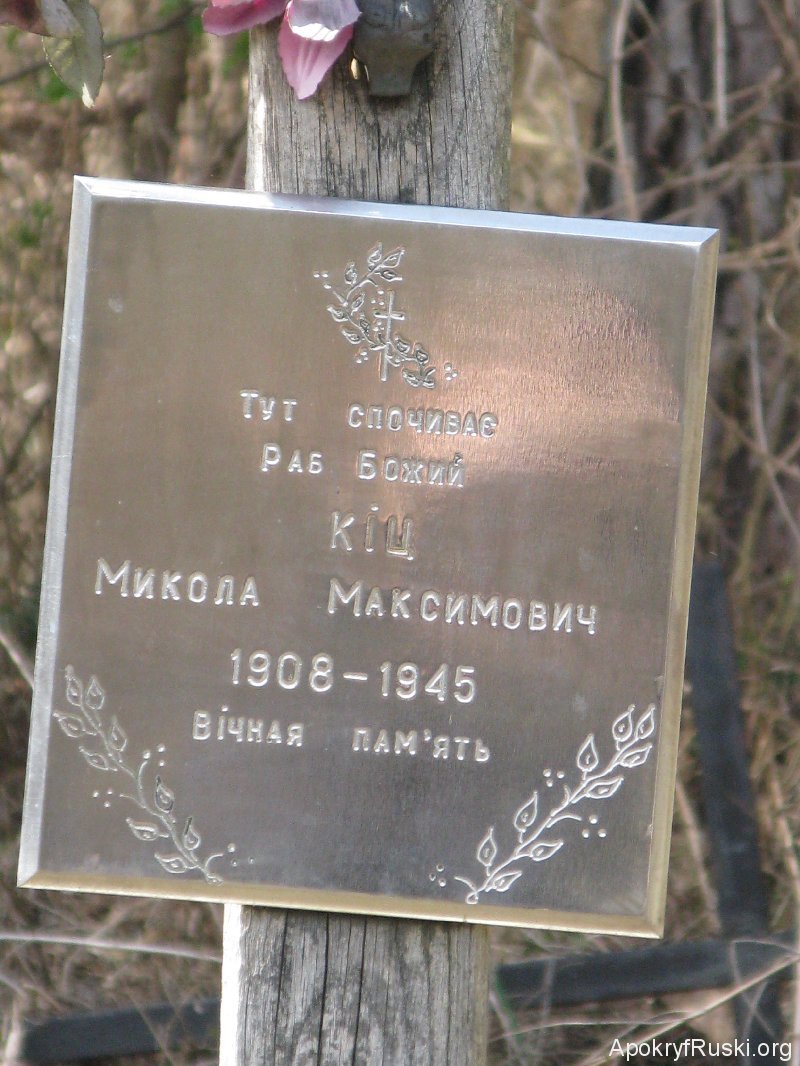 Тут спочиває
Раб Божий
Кіц
Микола Максимович
1908-1945
Вічная пам'ять
ApokryfRuski.org